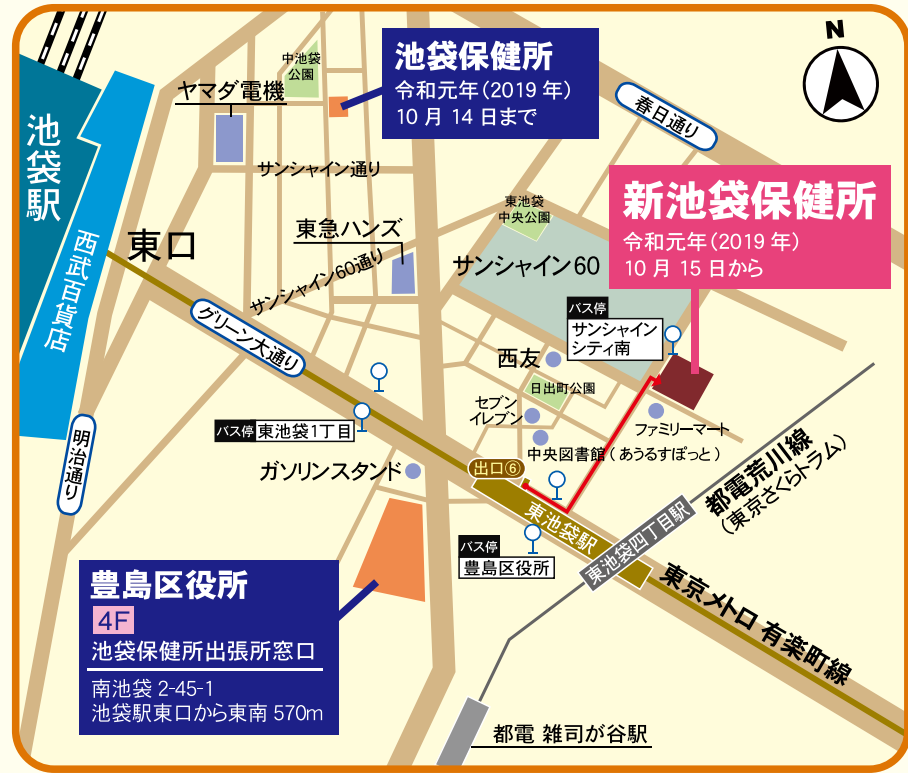 N
中池袋
公園
池袋保健所
令和元年(2019 年)
10 月 14 日まで
ヤマダ電機
春日通り
池袋駅
サンシャイン通り
新池袋保健所
令和元年(2019 年)
10 月 15 日から
東池袋
中央公園
東急ハンズ
東口
西武百貨店
サンシャイン60
サンシャイン60通り
バス停
サンシャイン
シティ南
グリーン大通り
西友
日出町公園
セブン
イレブン
ファミリーマート
バス停 東池袋1丁目
中央図書館(あうるすぽっと)
明治通り
ガソリンスタンド
出口⑥
都電荒川線
(東京さくらトラム)
東池袋駅
東池袋四丁目駅
バス停
豊島区役所
東京メトロ 有楽町線
豊島区役所
4F
池袋保健所出張所窓口
南池袋 2-45-1
池袋駅東口から東南 570m
都電 雑司が谷駅